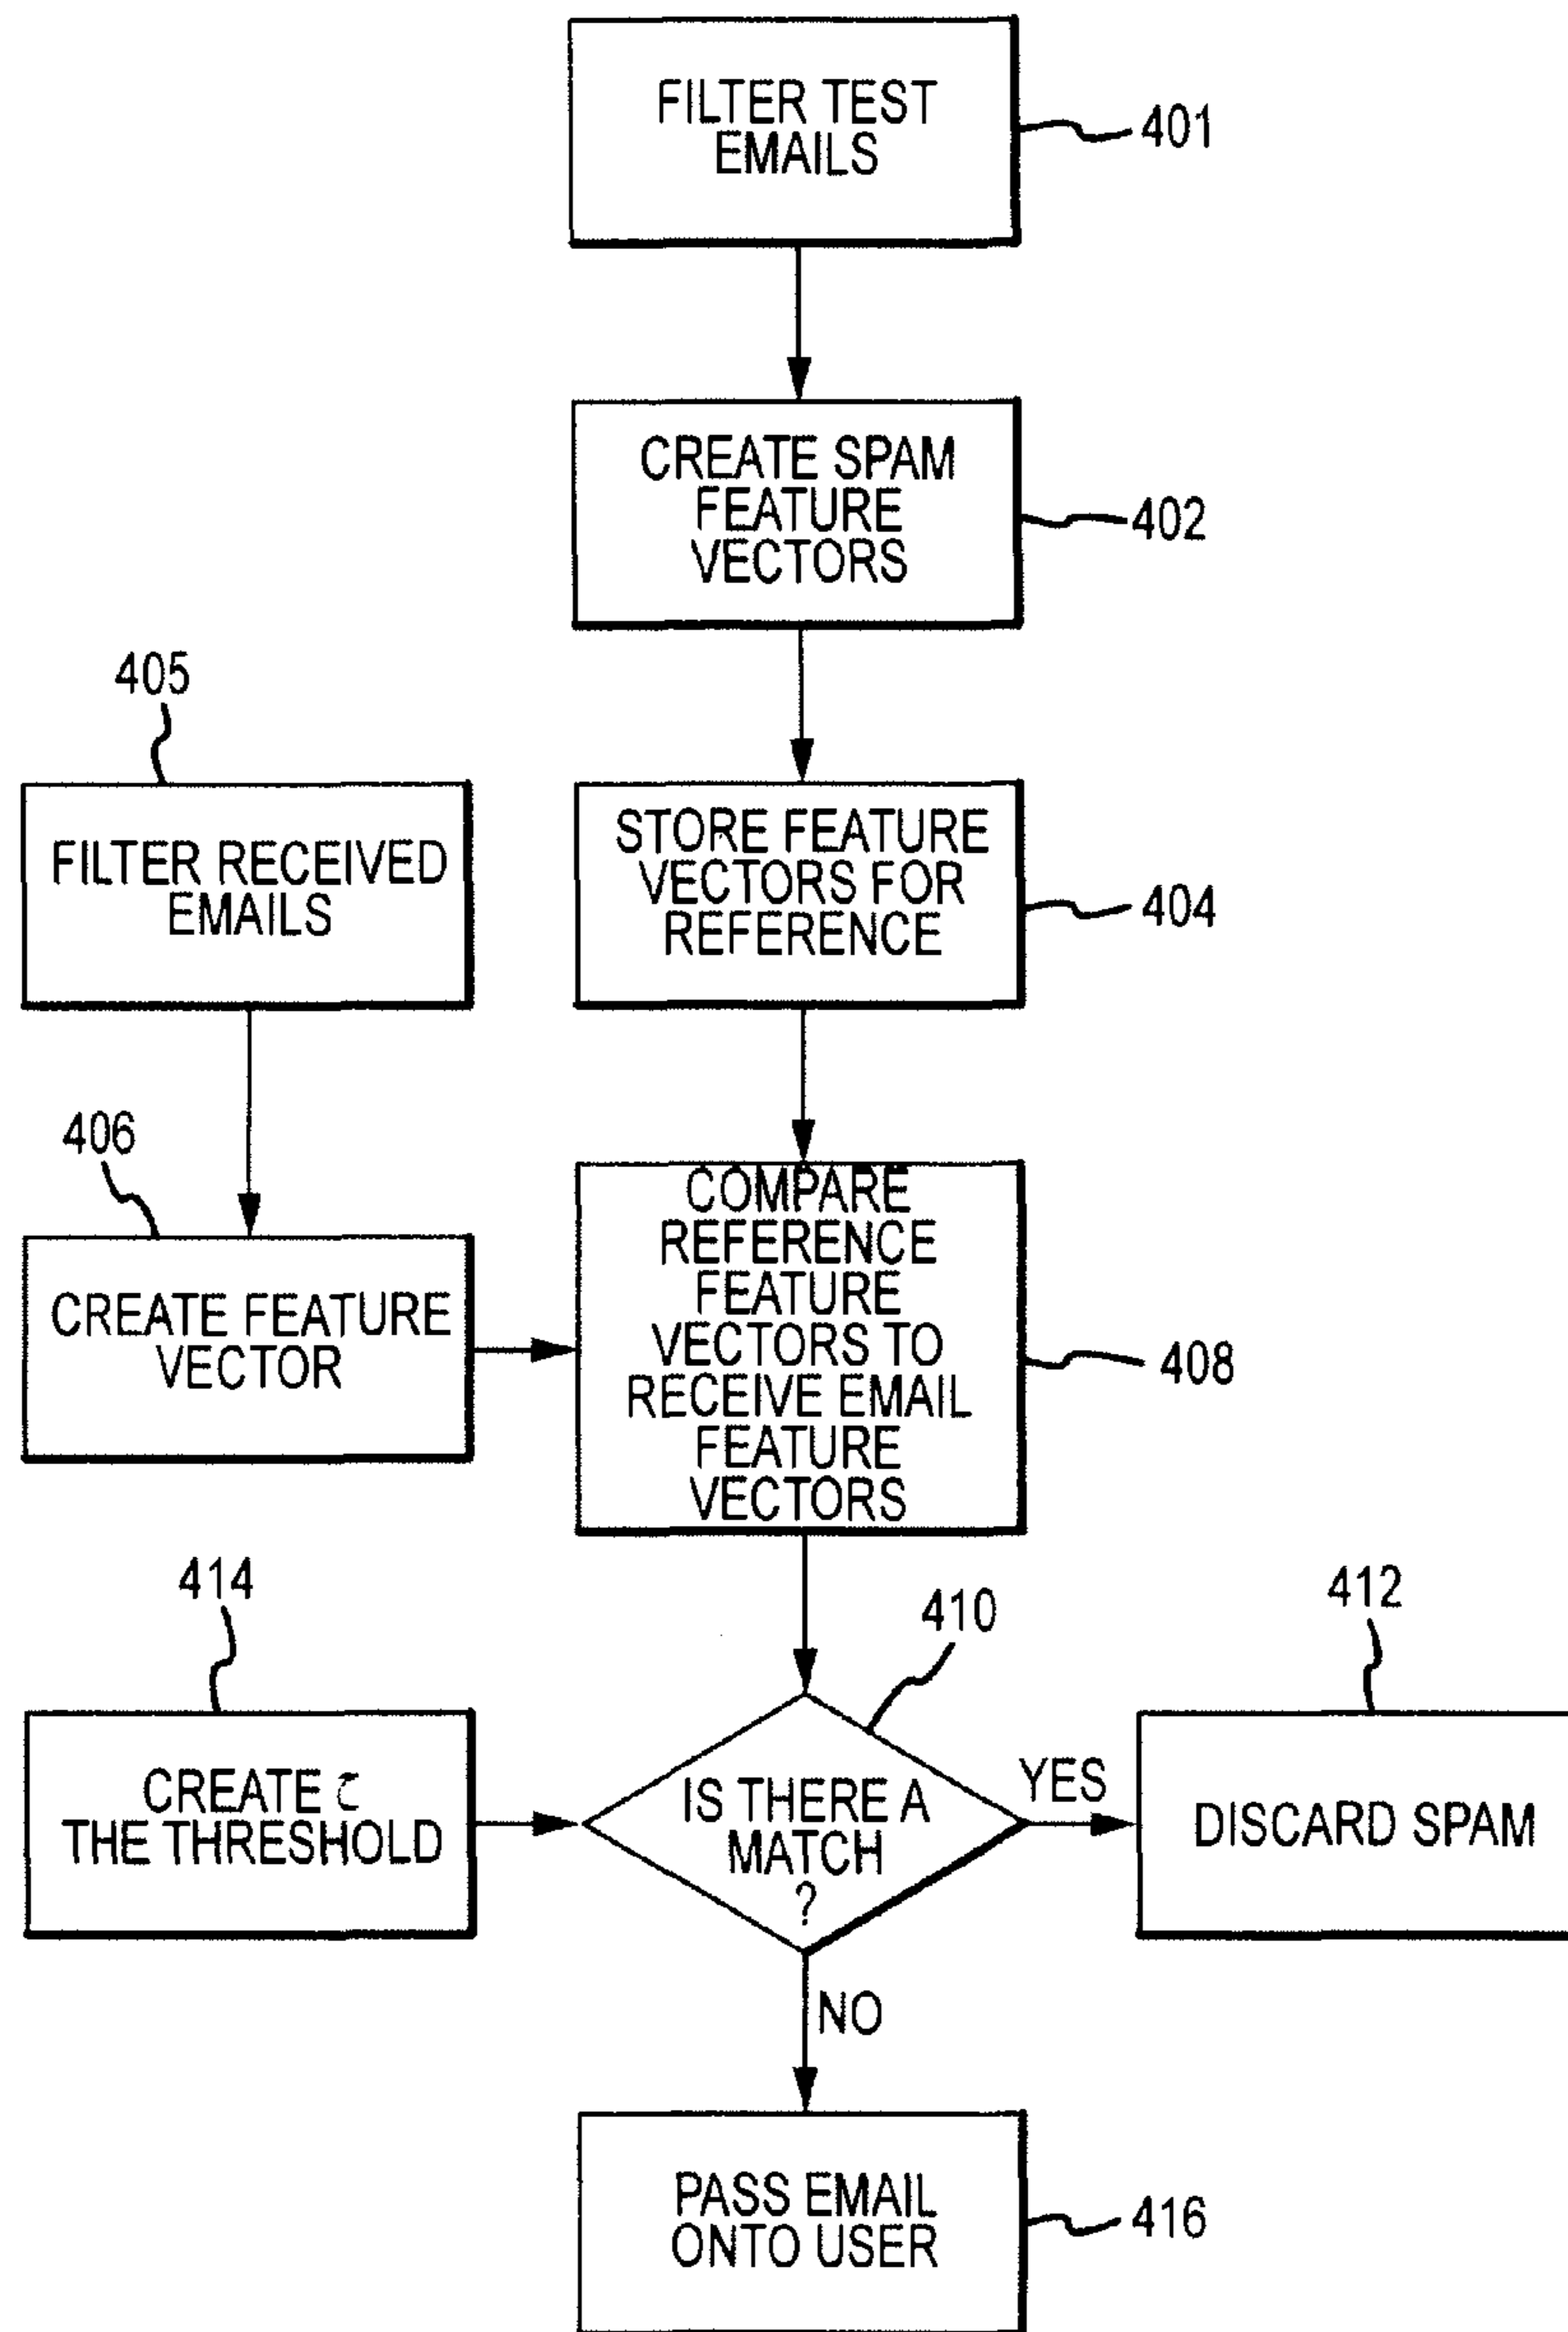 FILTER TEST
EMAILS
401
CREATE SPAM
FEATURE
VECTORS
402
405
FILTER RECEIVED
EMAILS
STORE FEATURE
VECTORS FOR
REFERENCE
404
406
CREATE FEATURE
VECTOR
COMPARE
REFERENCE
FEATURE
VECTORS TO
RECEIVE EMAIL
FEATURE
VECTORS
408
414
CREATE
THE THRESHOLD
410
IS THERE A
MATCH
?
YES
412
DISCARD SPAM
NO
PASS EMAIL
ONTO USER
416